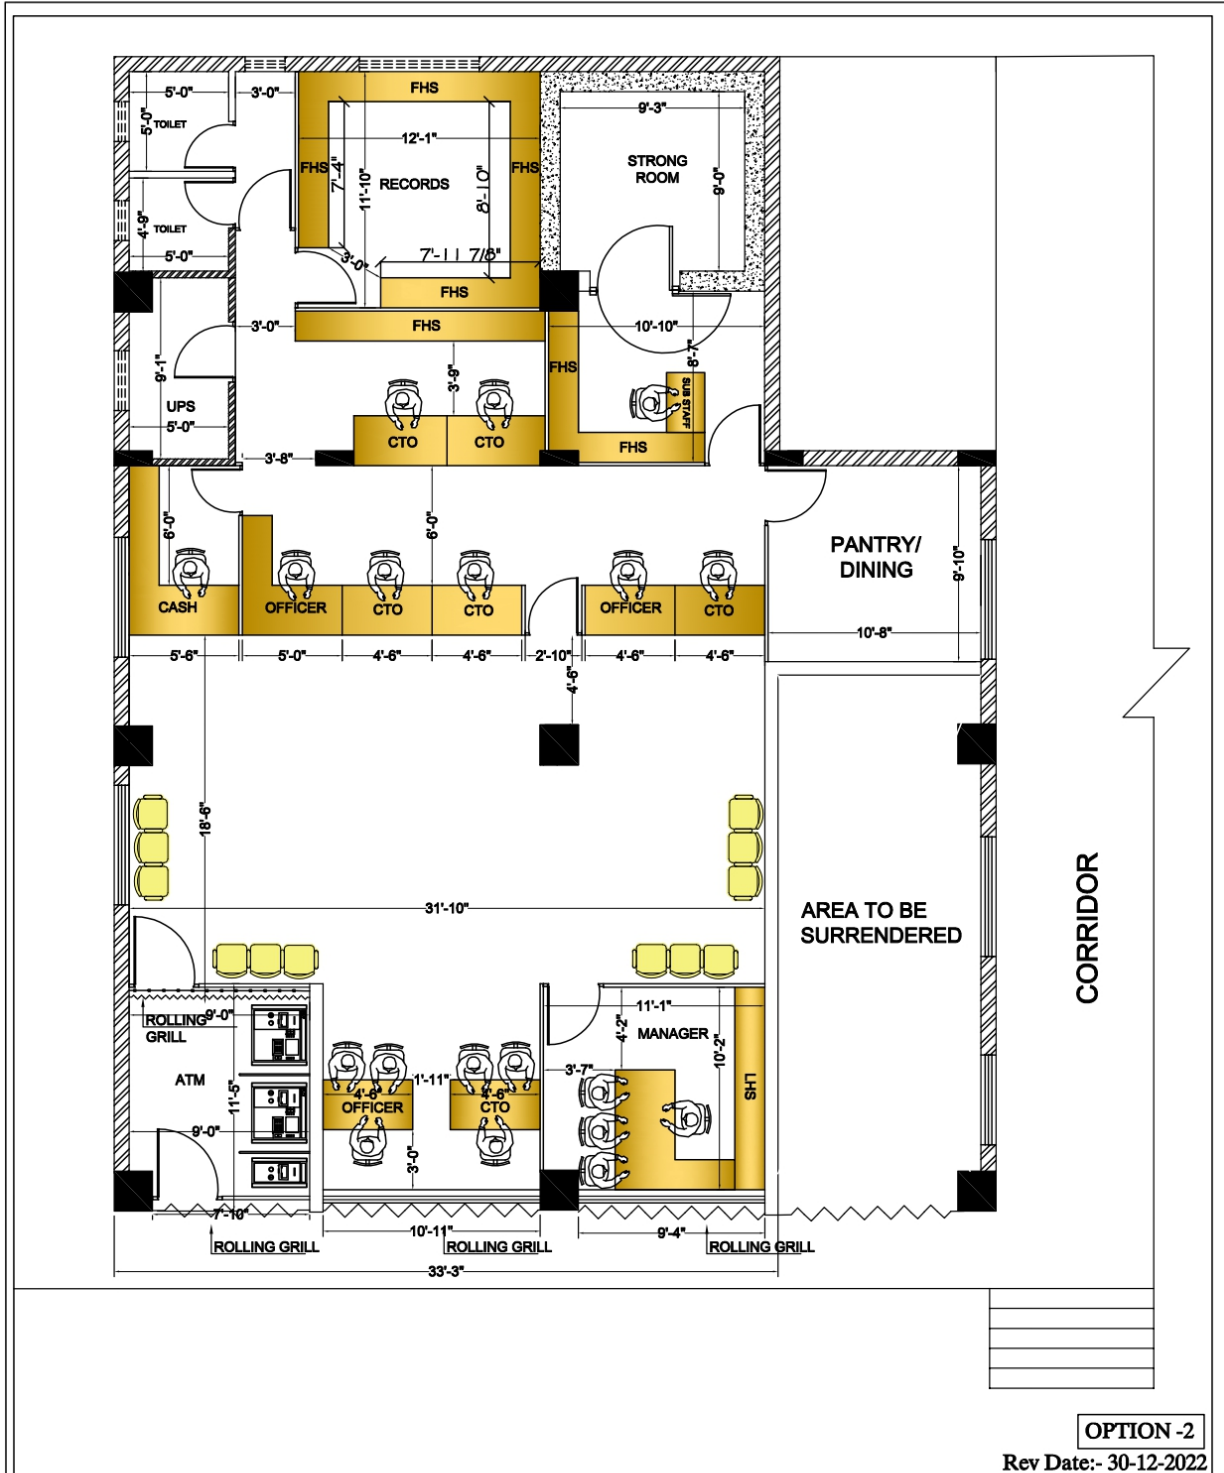 5'-0"
3'-0"
FHS
5'-0"
TOILET
12'-1"
9'-3"
FHS
7'-4"
11'-10"
RECORDS
8'-10"
FHS
STRONG
ROOM
9'-0"
4'-9"
TOILET
5'-0"
3'-0"
7'-11 7/8"
FHS
3'-0"
FHS
10'-10"
9'-1"
3'-9"
FHS
8'-7"
SUB STAFF
UPS
5'-0"
CTO
CTO
FHS
3'-8"
6'-0"
6'-0"
PANTRY/
DINING
9'-10"
CASH
OFFICER
CTO
CTO
OFFICER
CTO
10'-8"
5'-6"
5'-0"
4'-6"
4'-6"
2'-10"
4'-6"
4'-6"
4'-6"
18'-6"
31'-10"
AREA TO BE
SURRENDERED
CORRIDOR
ROLLING
GRILL
9'-0"
11'-1"
4'-2"
MANAGER
10'-2"
ATM
11'-5"
1'-11"
3'-7"
LHS
4'-6"
OFFICER
4'-6"
CTO
9'-0"
3'-0"
7'-10"
10'-11"
9'-4"
ROLLING GRILL
ROLLING GRILL
ROLLING GRILL
33'-3"
OPTION -2
Rev Date:- 30-12-2022